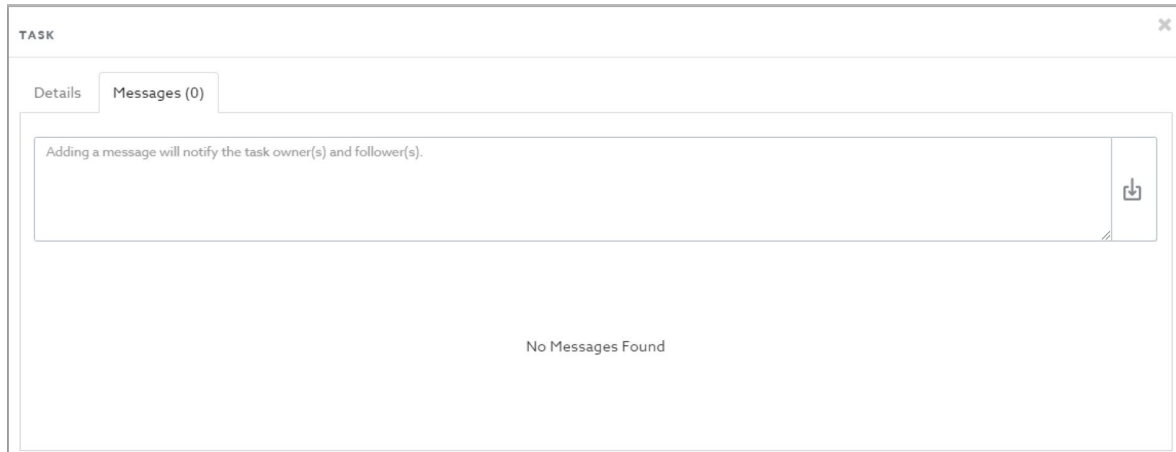 TASK
Details
Messages (0)
Adding a message will notify the task owner(s) and follower(s).
No Messages Found